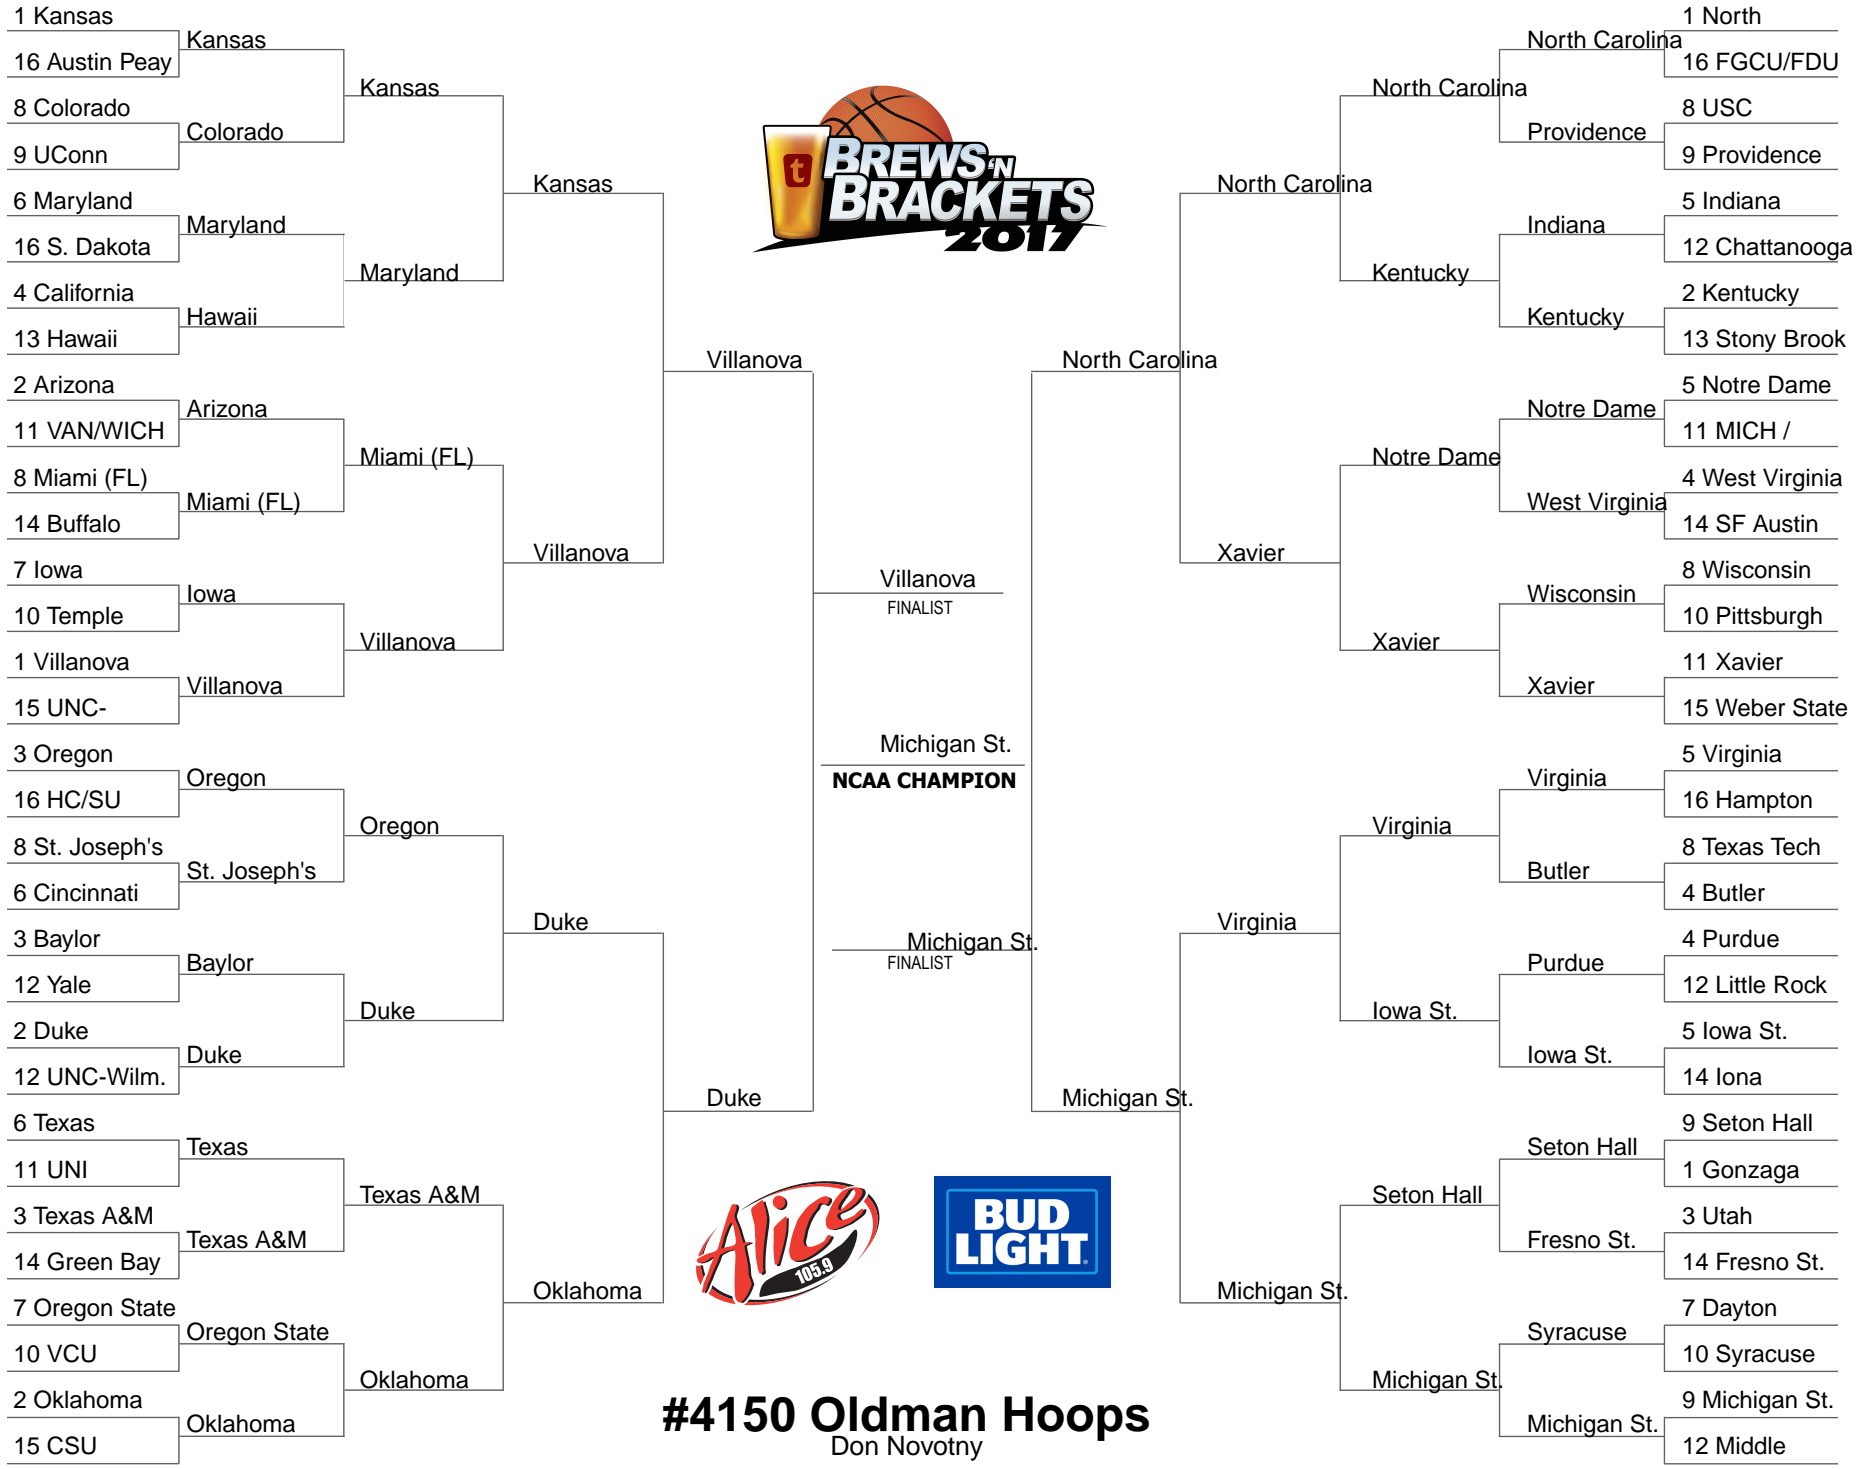 1 Kansas
16 Austin Peay
8 Colorado
9 UConn
6 Maryland
16 S. Dakota
4 California
13 Hawaii
2 Arizona
11 VAN/WICH
8 Miami (FL)
14 Buffalo
7 Iowa
10 Temple
1 Villanova
15 UNC-
3 Oregon
16 HC/SU
8 St. Joseph's
6 Cincinnati
3 Baylor
12 Yale
2 Duke
12 UNC-Wilm.
6 Texas
11 UNI
3 Texas A&M
14 Green Bay
7 Oregon State
10 VCU
2 Oklahoma
15 CSU
Kansas
Colorado
Maryland
Hawaii
Arizona
Miami (FL)
Iowa
Villanova
Oregon
St. Joseph's
Baylor
Duke
Texas
Texas A&M
Oregon State
Oklahoma
Kansas
Maryland
Miami (FL)
Villanova
Oregon
Duke
Texas A&M
Oklahoma
Kansas
Villanova
Duke
Oklahoma
Villanova
Duke
t
BREWS 'N
BRACKETS
2017
Villanova
FINALIST
Michigan St.
NCAA CHAMPION
Michigan St.
FINALIST
Alice
105.9
BUD
LIGHT
#4150 Oldman Hoops
Don Novotny
North Carolina
Michigan St.
North Carolina
Xavier
Virginia
Michigan St.
North Carolina
Kentucky
Notre Dame
Xavier
Virginia
Iowa St.
Seton Hall
Michigan St.
North Carolina
Providence
Indiana
Kentucky
Notre Dame
West Virginia
Wisconsin
Xavier
Virginia
Butler
Purdue
Iowa St.
Seton Hall
Fresno St.
Syracuse
Michigan St.
1 North
16 FGCU/FDU
8 USC
9 Providence
5 Indiana
12 Chattanooga
2 Kentucky
13 Stony Brook
5 Notre Dame
11 MICH /
4 West Virginia
14 SF Austin
8 Wisconsin
10 Pittsburgh
11 Xavier
15 Weber State
5 Virginia
16 Hampton
8 Texas Tech
4 Butler
4 Purdue
12 Little Rock
5 Iowa St.
14 Iona
9 Seton Hall
1 Gonzaga
3 Utah
14 Fresno St.
7 Dayton
10 Syracuse
9 Michigan St.
12 Middle